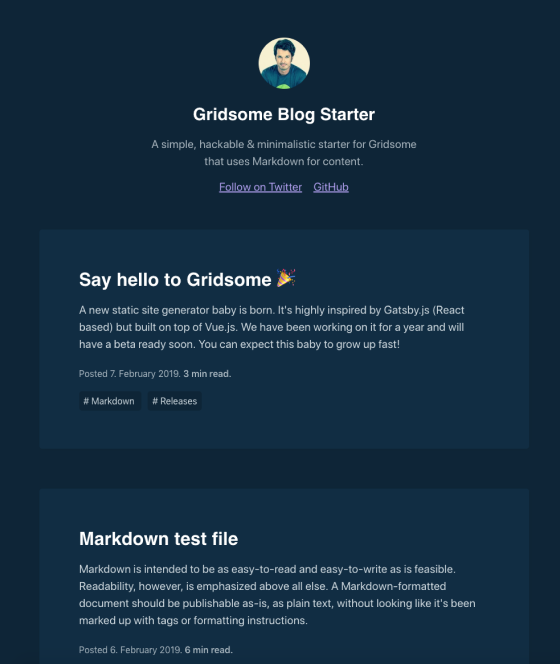 Gridsome Blog Starter
A simple, hackable & minimalistic starter for Gridsome
that uses Markdown for content.
Follow on Twitter GitHub
Say hello to Gridsome 🎉
A new static site generator baby is born. It's highly inspired by Gatsby.js (React
based) but built on top of Vue.js. We have been working on it for a year and will
have a beta ready soon. You can expect this baby to grow up fast!
Posted 7. February 2019. 3 min read.
# Markdown # Releases
Markdown test file
Markdown is intended to be as easy-to-read and easy-to-write as is feasible.
Readability, however, is emphasized above all else. A Markdown-formatted
document should be publishable as-is, as plain text, without looking like it's been
marked up with tags or formatting instructions.
Posted 6. February 2019. 6 min read.